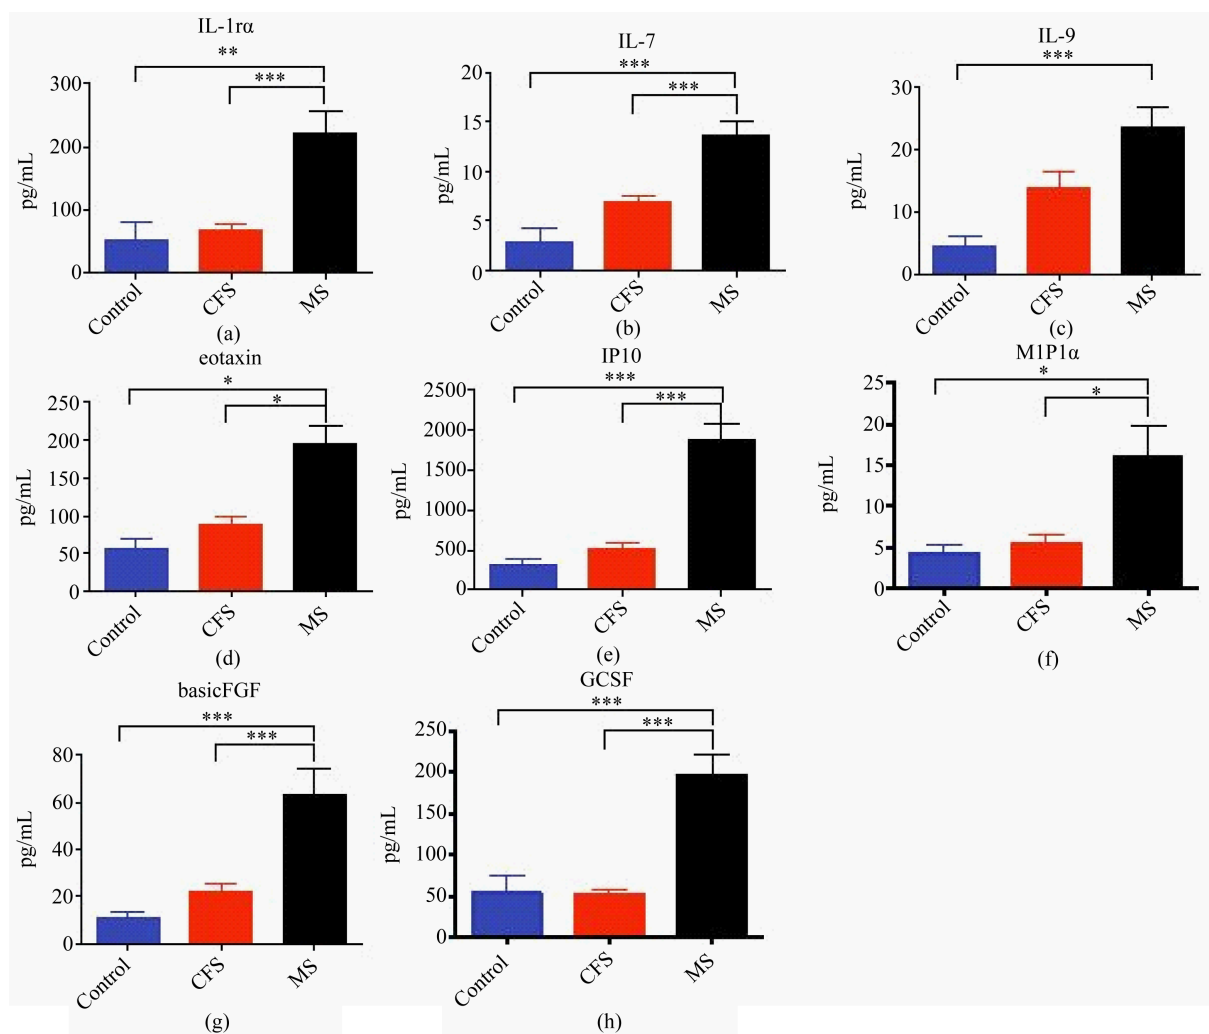 IL-1rα
**
***
300
200
100
0
pg/mL
Control
CFS
MS
(a)
IL-7
***
***
20
15
10
5
0
pg/mL
Control
CFS
MS
(b)
IL-9
***
30
20
10
0
pg/mL
Control
CFS
MS
(c)
eotaxin
*
*
250
200
150
100
50
0
pg/mL
Control
CFS
MS
(d)
IP10
***
***
2500
2000
1500
1000
500
0
pg/mL
Control
CFS
MS
(e)
M1P1α
*
*
25
20
15
10
5
0
pg/mL
Control
CFS
MS
(f)
basicFGF
***
***
80
60
40
20
0
pg/mL
Control
CFS
MS
(g)
GCSF
***
***
250
200
150
100
50
0
pg/mL
Control
CFS
MS
(h)